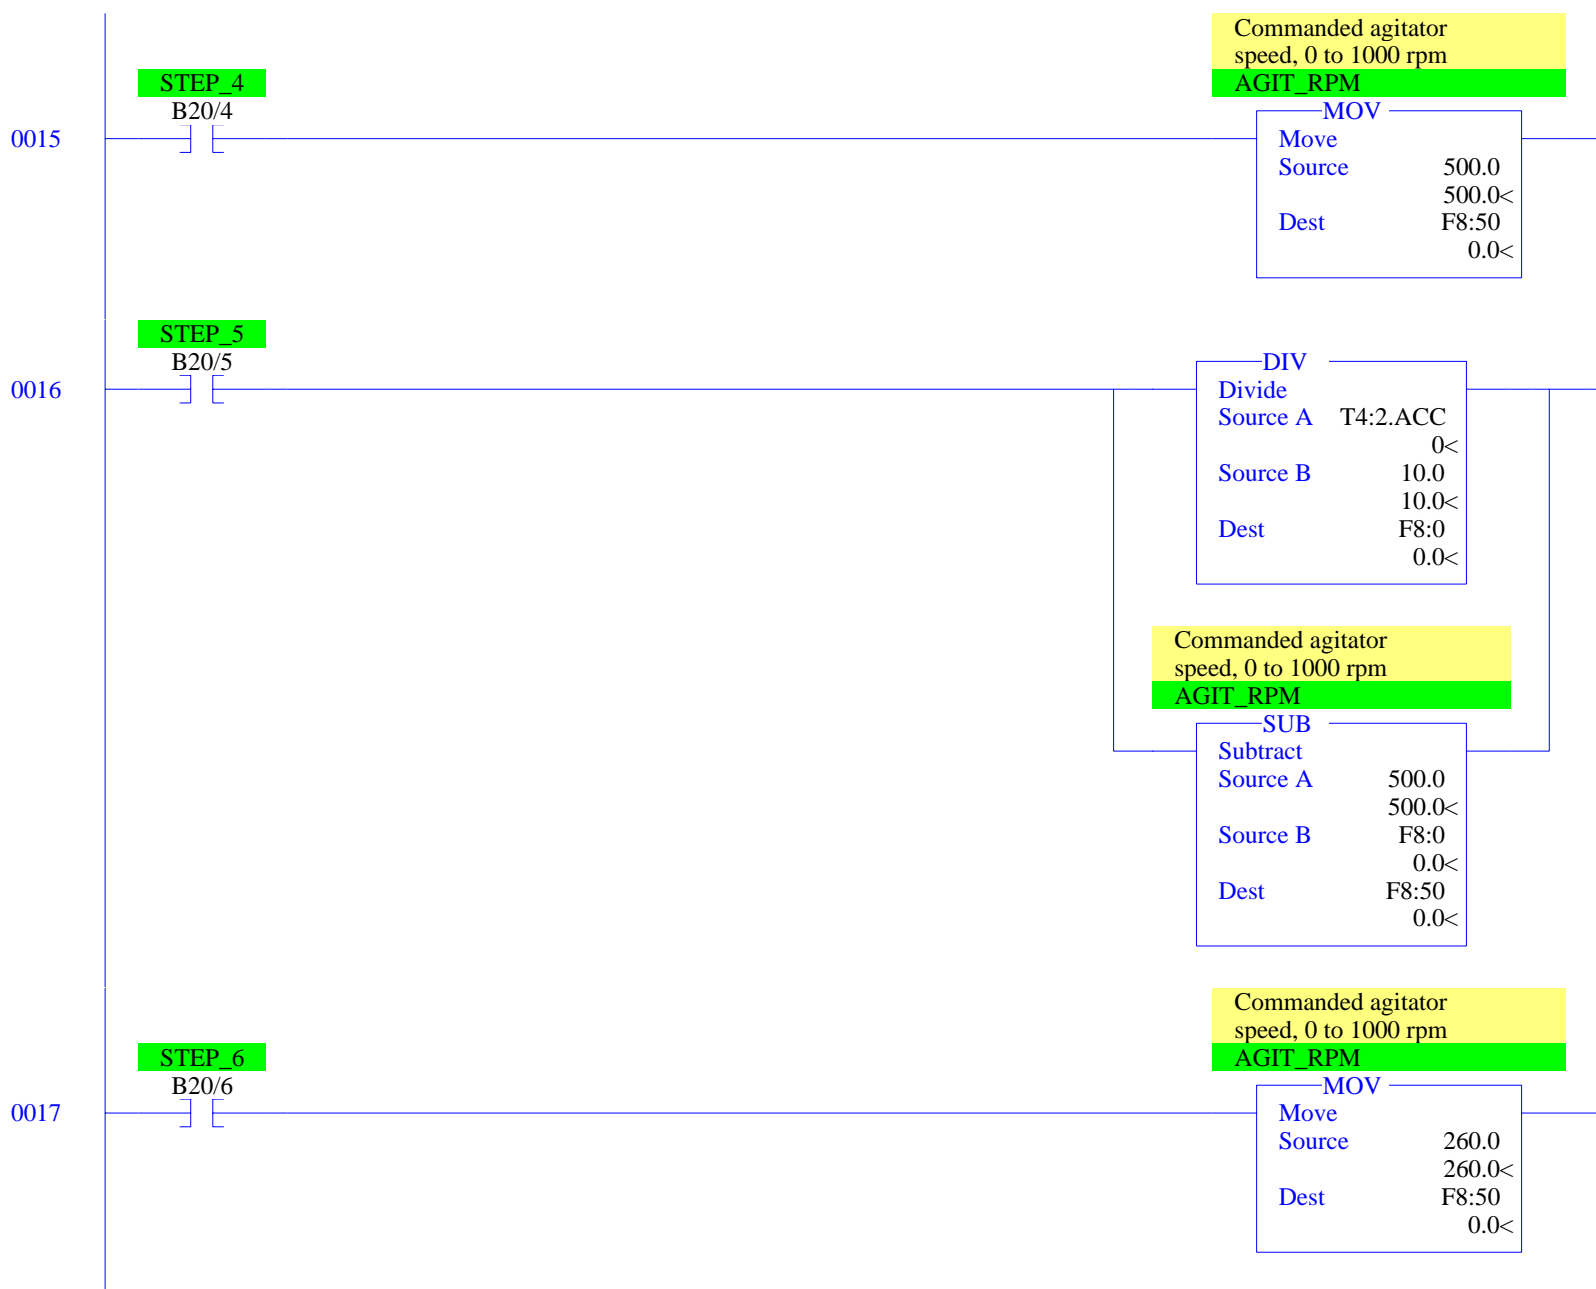 Commanded agitator
speed, 0 to 1000 rpm
STEP_4 AGIT_RPM
B20/4 MOV
0015 Move
Source 500.0
500.0<
Dest F8:50
0.0<
STEP_5
B20/5 DIV
0016 Divide
Source A T4:2.ACC
0<
Source B 10.0
10.0<
Dest F8:0
0.0<
Commanded agitator
speed, 0 to 1000 rpm
AGIT_RPM
SUB
Subtract
Source A 500.0
500.0<
Source B F8:0
0.0<
Dest F8:50
0.0<
Commanded agitator
speed, 0 to 1000 rpm
STEP_6 AGIT_RPM
B20/6 MOV
0017 Move
Source 260.0
260.0<
Dest F8:50
0.0<